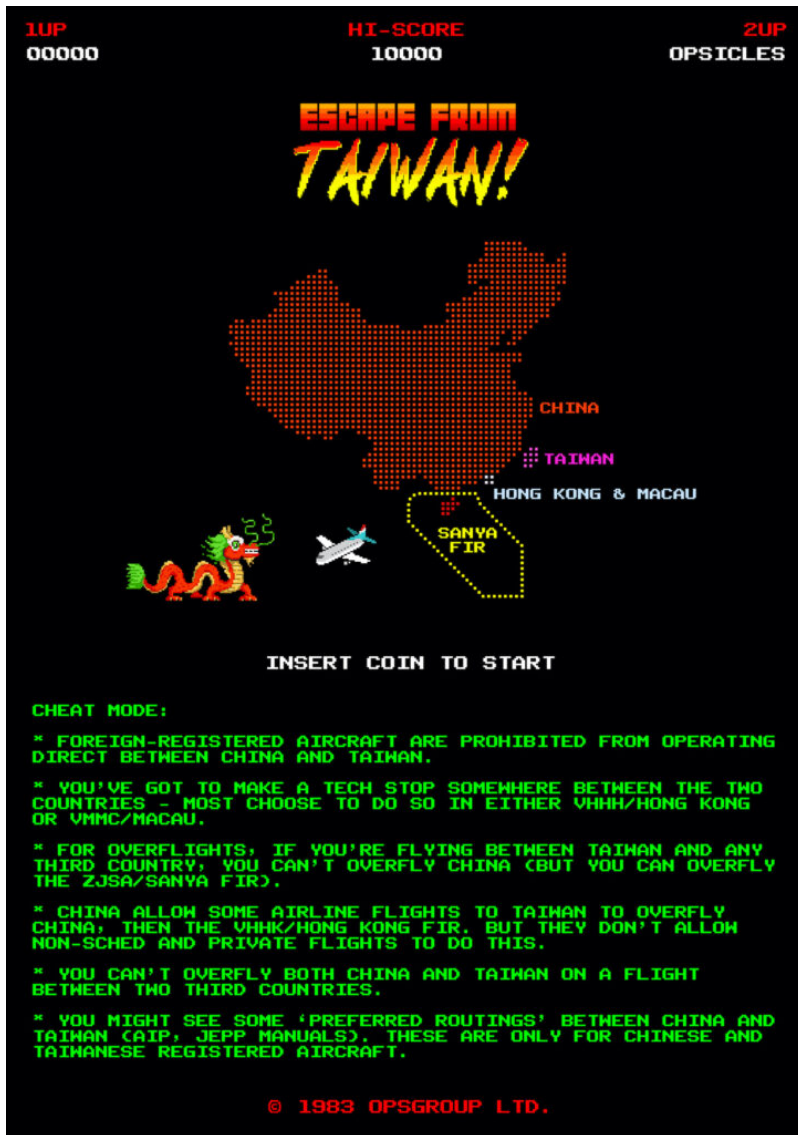 1UP HI-SCORE 2UP
00000 10000 OPSICLES
ESCAPE FROM
TAIWAN!
CHINA
TAIWAN
HONG KONG & MACAU
SANYA
FIR
INSERT COIN TO START
CHEAT MODE:
* FOREIGN-REGISTERED AIRCRAFT ARE PROHIBITED FROM OPERATING
DIRECT BETWEEN CHINA AND TAIWAN.
* YOU'VE GOT TO MAKE A TECH STOP SOMEWHERE BETWEEN THE TWO
COUNTRIES - MOST CHOOSE TO DO SO IN EITHER VHHH/HONG KONG
OR VMMC/MACAU.
* FOR OVERFLIGHTS, IF YOU'RE FLYING BETWEEN TAIWAN AND ANY
THIRD COUNTRY, YOU CAN'T OVERFLY CHINA (BUT YOU CAN OVERFLY
THE ZJSA/SANYA FIR).
* CHINA ALLOW SOME AIRLINE FLIGHTS TO TAIWAN TO OVERFLY
CHINA, THEN THE VHHK/HONG KONG FIR. BUT THEY DON'T ALLOW
NON-SCHED AND PRIVATE FLIGHTS TO DO THIS.
* YOU CAN'T OVERFLY BOTH CHINA AND TAIWAN ON A FLIGHT
BETWEEN TWO THIRD COUNTRIES.
* YOU MIGHT SEE SOME ‘PREFERRED ROUTINGS’ BETWEEN CHINA AND
TAIWAN (AIP, JEPP MANUALS). THESE ARE ONLY FOR CHINESE AND
TAIWANESE REGISTERED AIRCRAFT.
© 1983 OPSGROUP LTD.